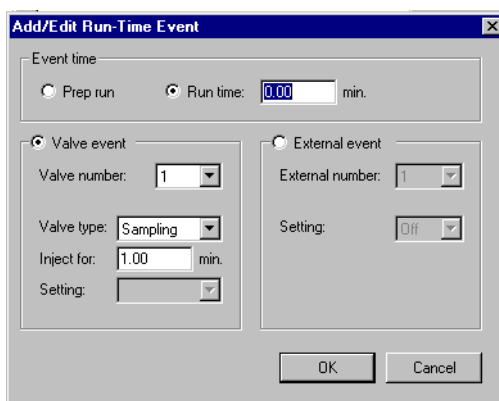 Add/Edit Run-Time Event
Event time
Prep run Run time: 0.00 min.
Valve event External event
Valve number: 1 External number: 1
Valve type: Sampling Setting: Off
Inject for: 1.00 min.
Setting:
OK Cancel